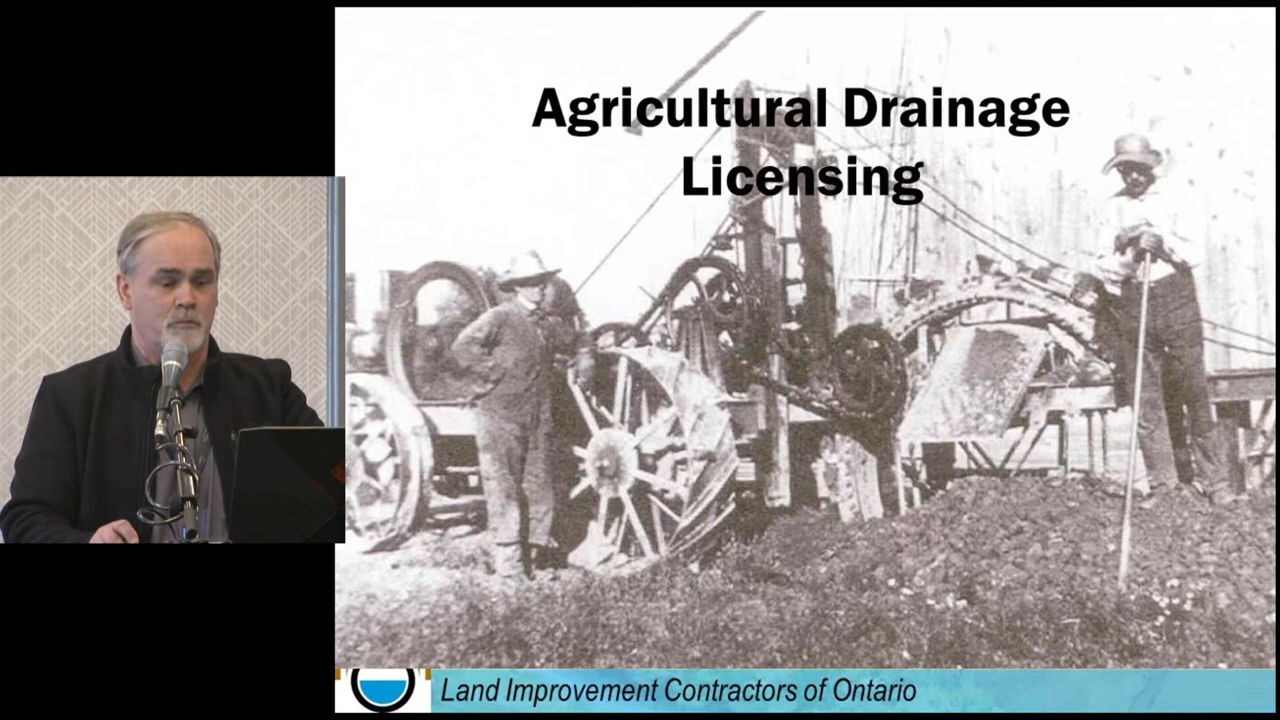 Agricultural Drainage
Licensing
Land Improvement Contractors of Ontario